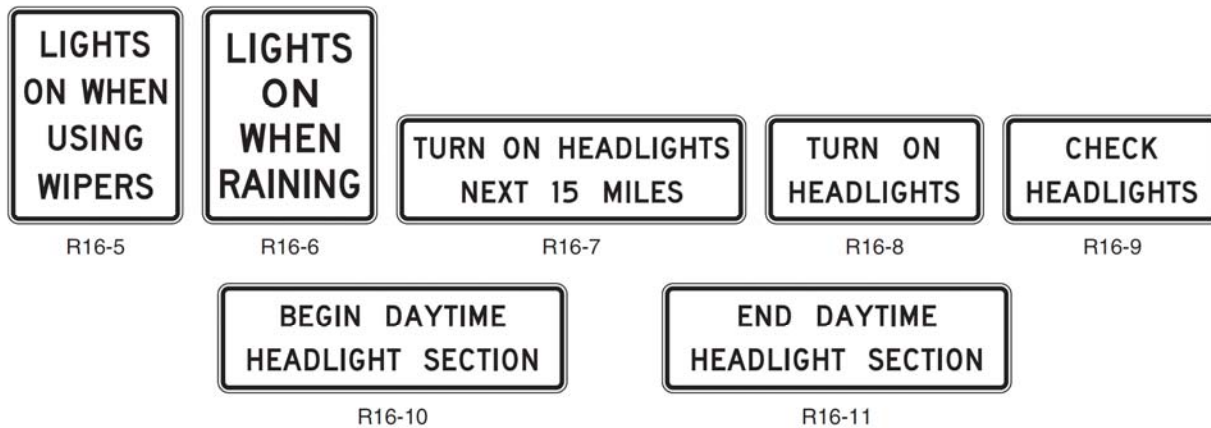 LIGHTS
ON WHEN
USING
WIPERS
R16-5
LIGHTS
ON
WHEN
RAINING
R16-6
TURN ON HEADLIGHTS
NEXT 15 MILES
R16-7
TURN ON
HEADLIGHTS
R16-8
CHECK
HEADLIGHTS
R16-9
BEGIN DAYTIME
HEADLIGHT SECTION
R16-10
END DAYTIME
HEADLIGHT SECTION
R16-11